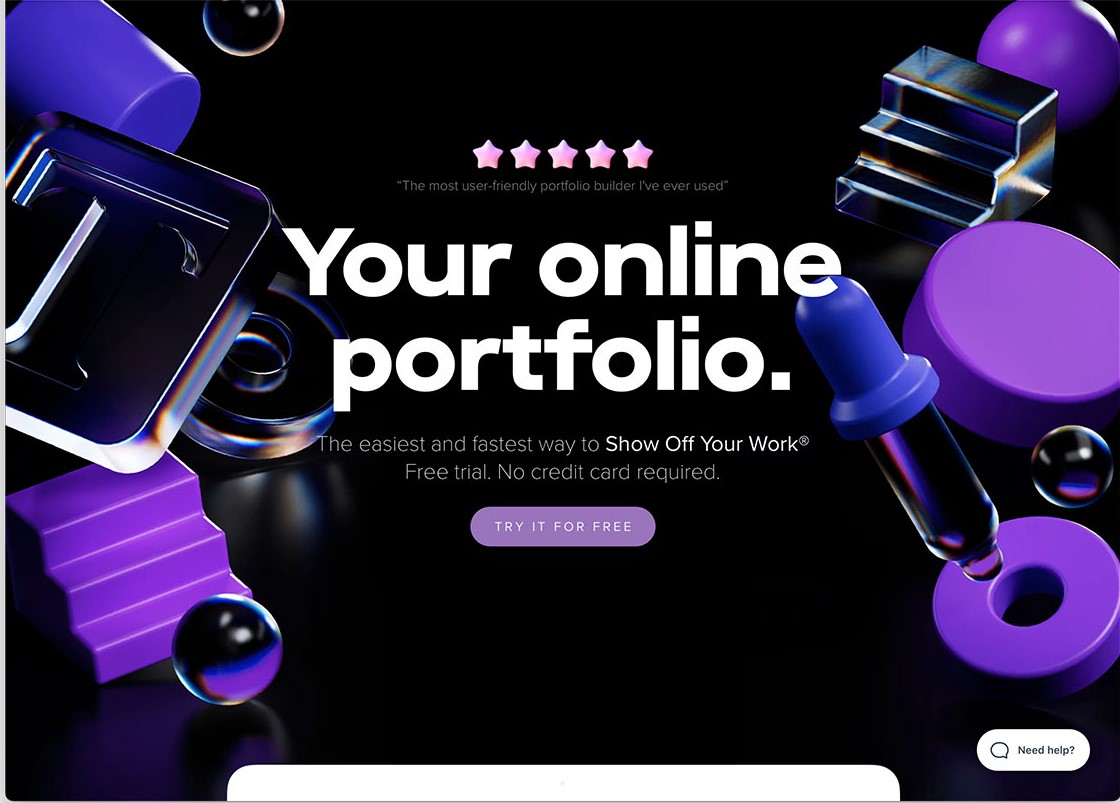 “The most user-friendly portfolio builder I've ever used”
Your online
portfolio.
The easiest and fastest way to Show Off Your Work®
Free trial. No credit card required.
TRY IT FOR FREE
T
Need help?